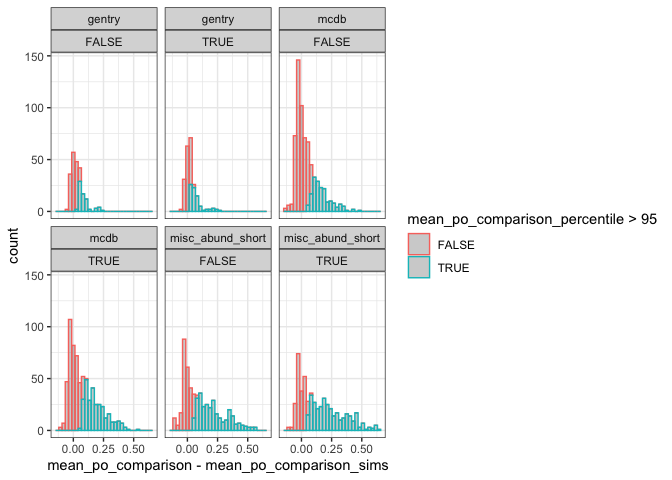 gentry
gentry
mcdb
FALSE
TRUE
FALSE
150
100
50
0
mcdb
misc_abund_short
misc_abund_short
TRUE
FALSE
TRUE
150
100
50
0
0.00 0.25 0.50
0.00 0.25 0.50
0.00 0.25 0.50
count
mean_po_comparison - mean_po_comparison_sims
mean_po_comparison_percentile > 95
FALSE
TRUE